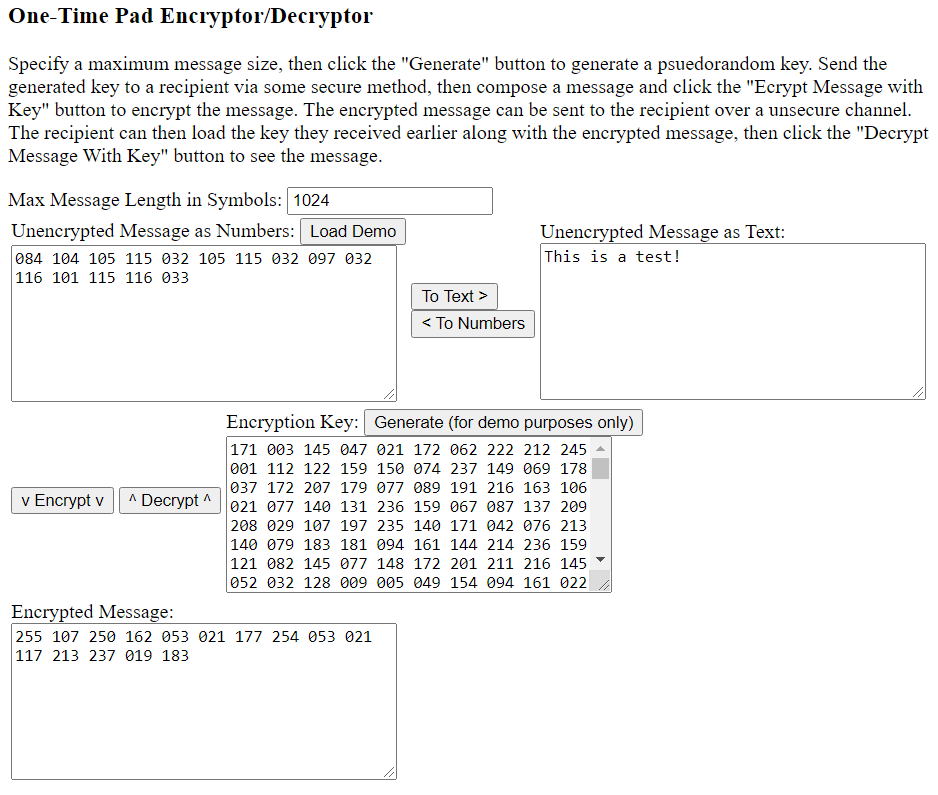 One-Time Pad Encryptor/Decryptor
Specify a maximum message size, then click the "Generate" button to generate a psuedorandom key. Send the
generated key to a recipient via some secure method, then compose a message and click the "Ecrypt Message with
Key" button to encrypt the message. The encrypted message can be sent to the recipient over a unsecure channel.
The recipient can then load the key they received earlier along with the encrypted message, then click the "Decrypt
Message With Key" button to see the message.
Max Message Length in Symbols: 1024
Unencrypted Message as Numbers: Load Demo
084 104 105 115 032 105 115 032 097 032
116 101 115 116 033
To Text >
< To Numbers
Unencrypted Message as Text:
This is a test!
Encryption Key: Generate (for demo purposes only)
v Encrypt v ^ Decrypt ^
171 003 145 047 021 172 062 222 212 245
001 112 122 159 150 074 237 149 069 178
037 172 207 179 077 089 191 216 163 106
021 077 140 131 236 159 067 087 137 209
208 029 107 197 235 140 171 042 076 213
140 079 183 181 094 161 144 214 236 159
121 082 145 077 148 172 201 211 216 145
052 032 128 009 005 049 154 094 161 022
Encrypted Message:
255 107 250 162 053 021 177 254 053 021
117 213 237 019 183